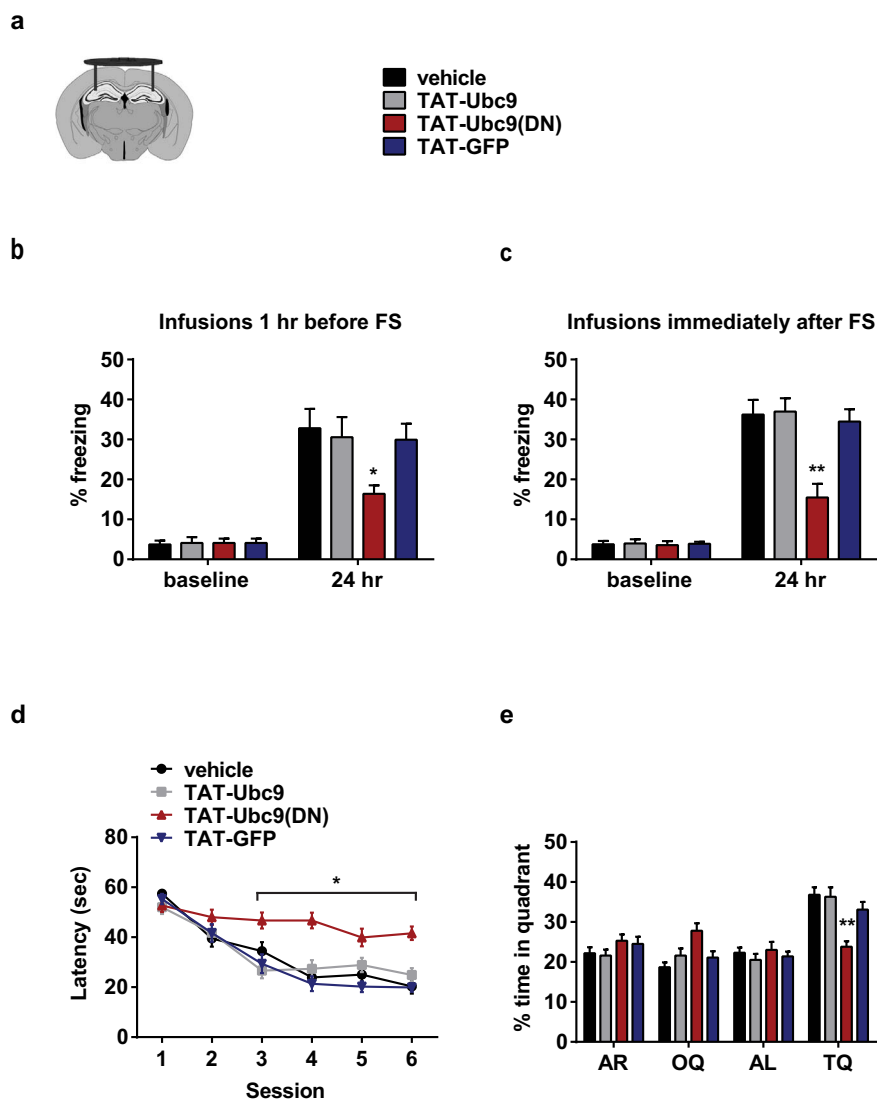 a
vehicle
TAT-Ubc9
TAT-Ubc9(DN)
TAT-GFP
b
Infusions 1 hr before FS
% freezing
50
40
30
20
10
0
*
baseline
24 hr
c
Infusions immediately after FS
% freezing
50
40
30
20
10
0
**
baseline
24 hr
d
vehicle
TAT-Ubc9
TAT-Ubc9(DN)
TAT-GFP
Latency (sec)
80
60
40
20
0
*
1 2 3 4 5 6
Session
e
% time in quadrant
50
40
30
20
10
0
**
AR OQ AL TQ